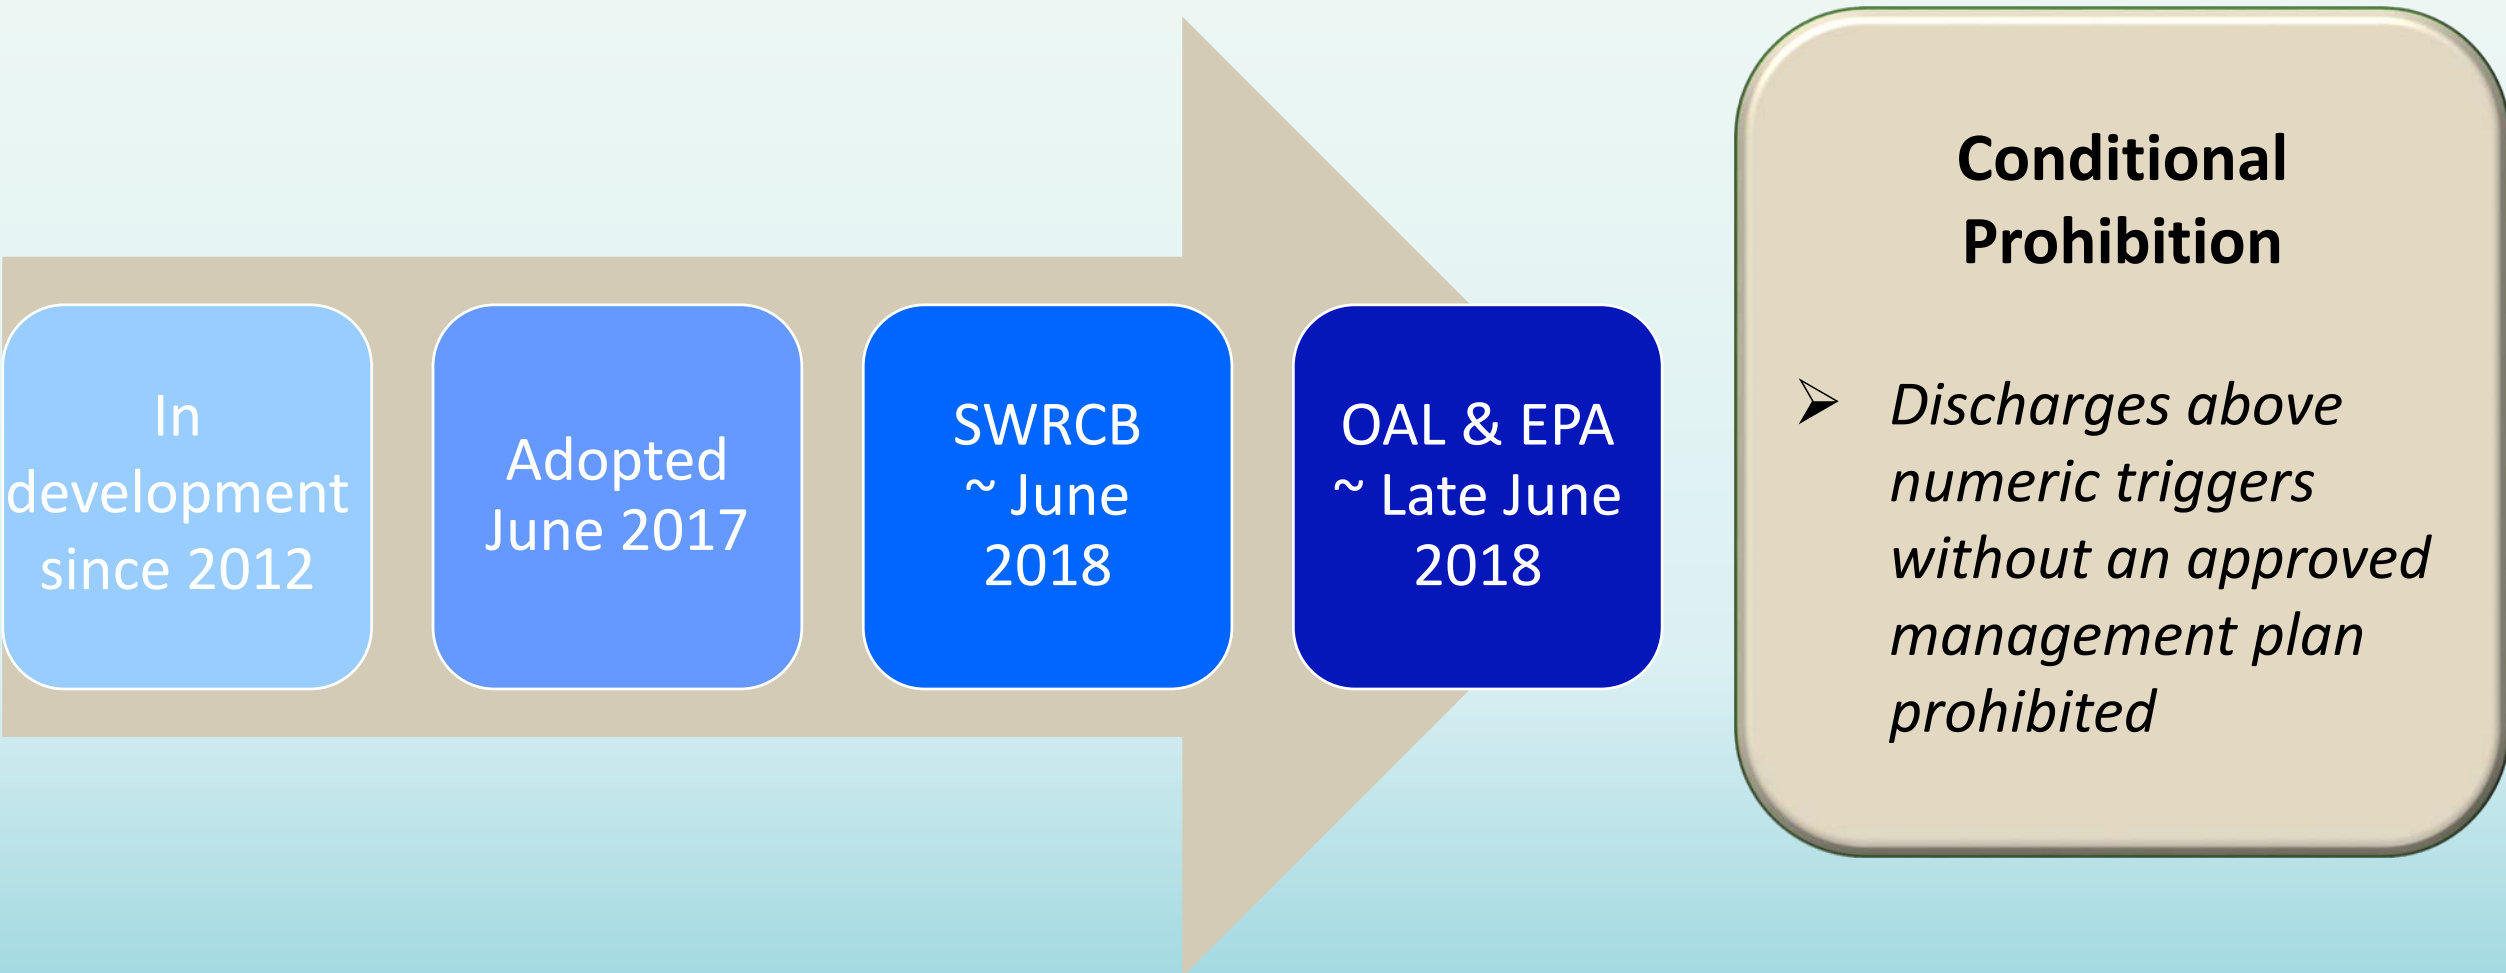 In
development
since 2012
Adopted
June 2017
SWRCB
~ June
2018
OAL & EPA
~ Late June
2018
Conditional
Prohibition
➢ Discharges above
numeric triggers
without an approved
management plan
prohibited